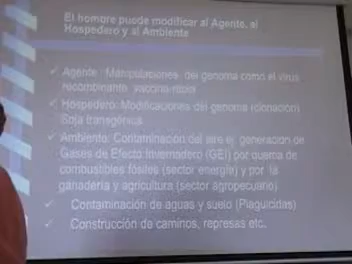 El hombre puede modificar al Agente, al
Hospedero y al Ambiente
✓ Agente: Manipulaciones del genoma como el virus
recombinante vaccinia-rabia
✓ Hospedero: Modificaciones del genoma (clonación)
Soja transgénica
✓ Ambiente: Contaminación del aire ej. generación de
Gases de Efecto Invernadero (GEI) por quema de
combustibles fósiles (sector energía) y por la
ganadería y agricultura (sector agropecuario)
✓ Contaminación de aguas y suelo (Plaguicidas)
✓ Construcción de caminos, represas etc.